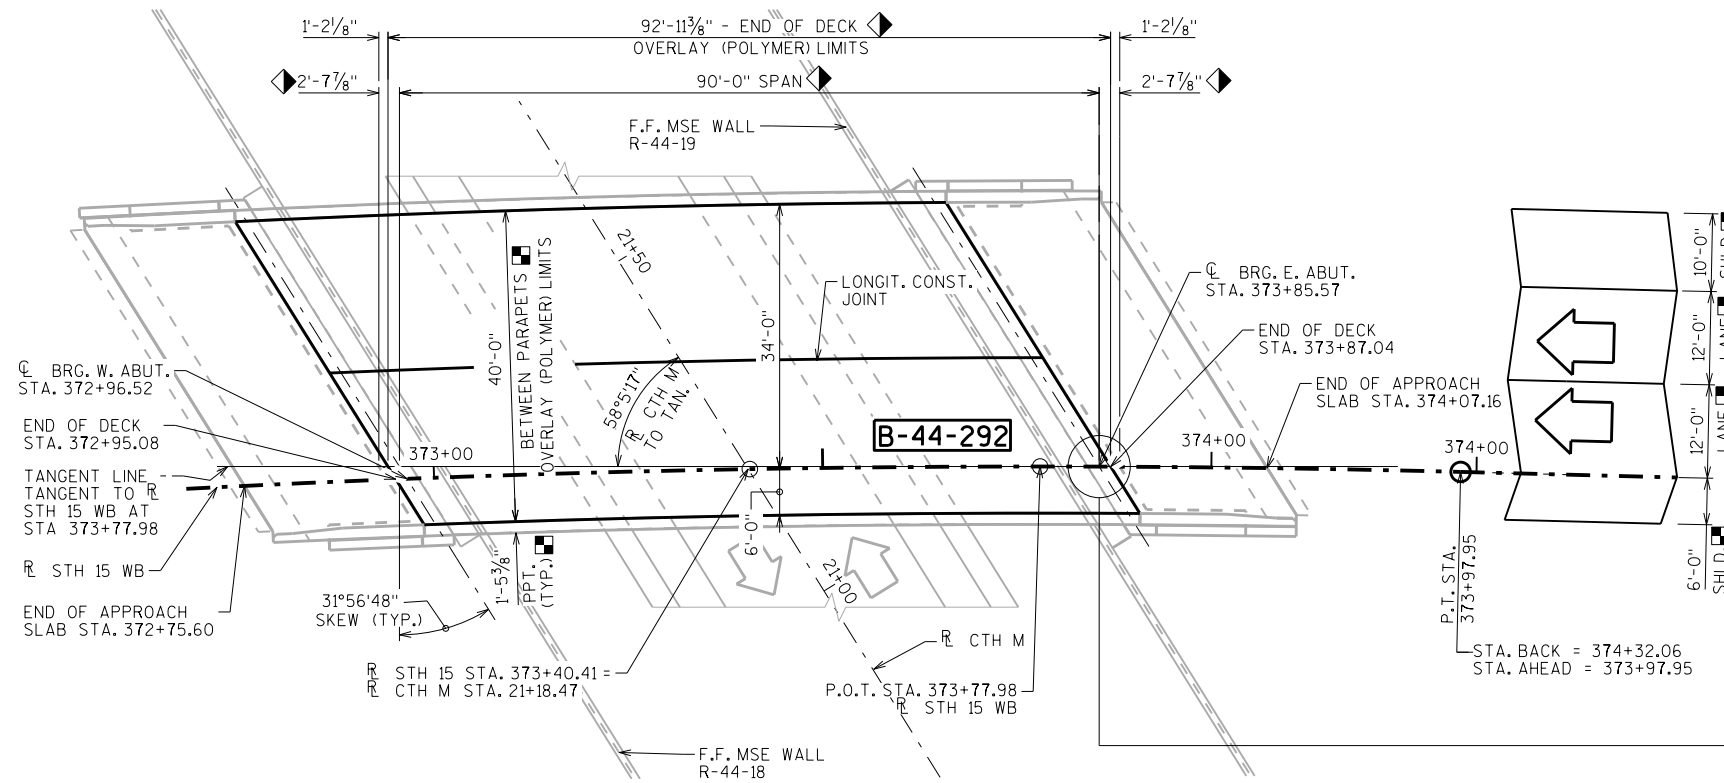 1'-2⅛"
92'-11⅜" - END OF DECK
OVERLAY (POLYMER) LIMITS
1'-2⅛"
2'-7⅞"
90'-0" SPAN
2'-7⅞"
F.F. MSE WALL
R-44-19
21+50
40'-0"
BETWEEN PARAPETS
OVERLAY (POLYMER) LIMITS
34'-0"
LONGIT. CONST.
JOINT
℄ BRG. E. ABUT.
STA. 373+85.57
END OF DECK
STA. 373+87.04
END OF APPROACH
SLAB STA. 374+07.16
10'-0"
12'-0"
12'-0"
LANE
6'-0"
SHLD.
℄ BRG. W. ABUT.
STA. 372+96.52
END OF DECK
STA. 372+95.08
TANGENT LINE
TANGENT TO RL
STH 15 WB AT
STA 373+77.98
RL STH 15 WB
END OF APPROACH
SLAB STA. 372+75.60
58°5'17"
RL CTH M
TO TAN.
B-44-292
373+00
374+00
374+00
6'-0"
1'-5⅜"
PPT.
(TYP.)
31°56'48"
SKEW (TYP.)
21+00
P.T. STA.
373+97.95
STA. BACK = 374+32.06
STA. AHEAD = 373+97.95
RL CTH M
RL STH 15 STA. 373+40.41 =
RL CTH M STA. 21+18.47
P.O.T. STA. 373+77.98
RL STH 15 WB
F.F. MSE WALL
R-44-18